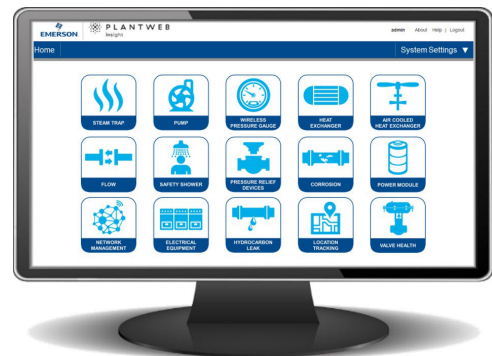 EMERSON
PLANTWEB
Insight
admin About Help | Logout
Home System Settings ▼
STEAM TRAP
PUMP
WIRELESS
PRESSURE GAUGE
HEAT
EXCHANGER
AIR COOLED
HEAT EXCHANGER
FLOW
SAFETY SHOWER
PRESSURE RELIEF
DEVICES
CORROSION
POWER MODULE
NETWORK
MANAGEMENT
ELECTRICAL
EQUIPMENT
HYDROCARBON
LEAK
LOCATION
TRACKING
VALVE HEALTH